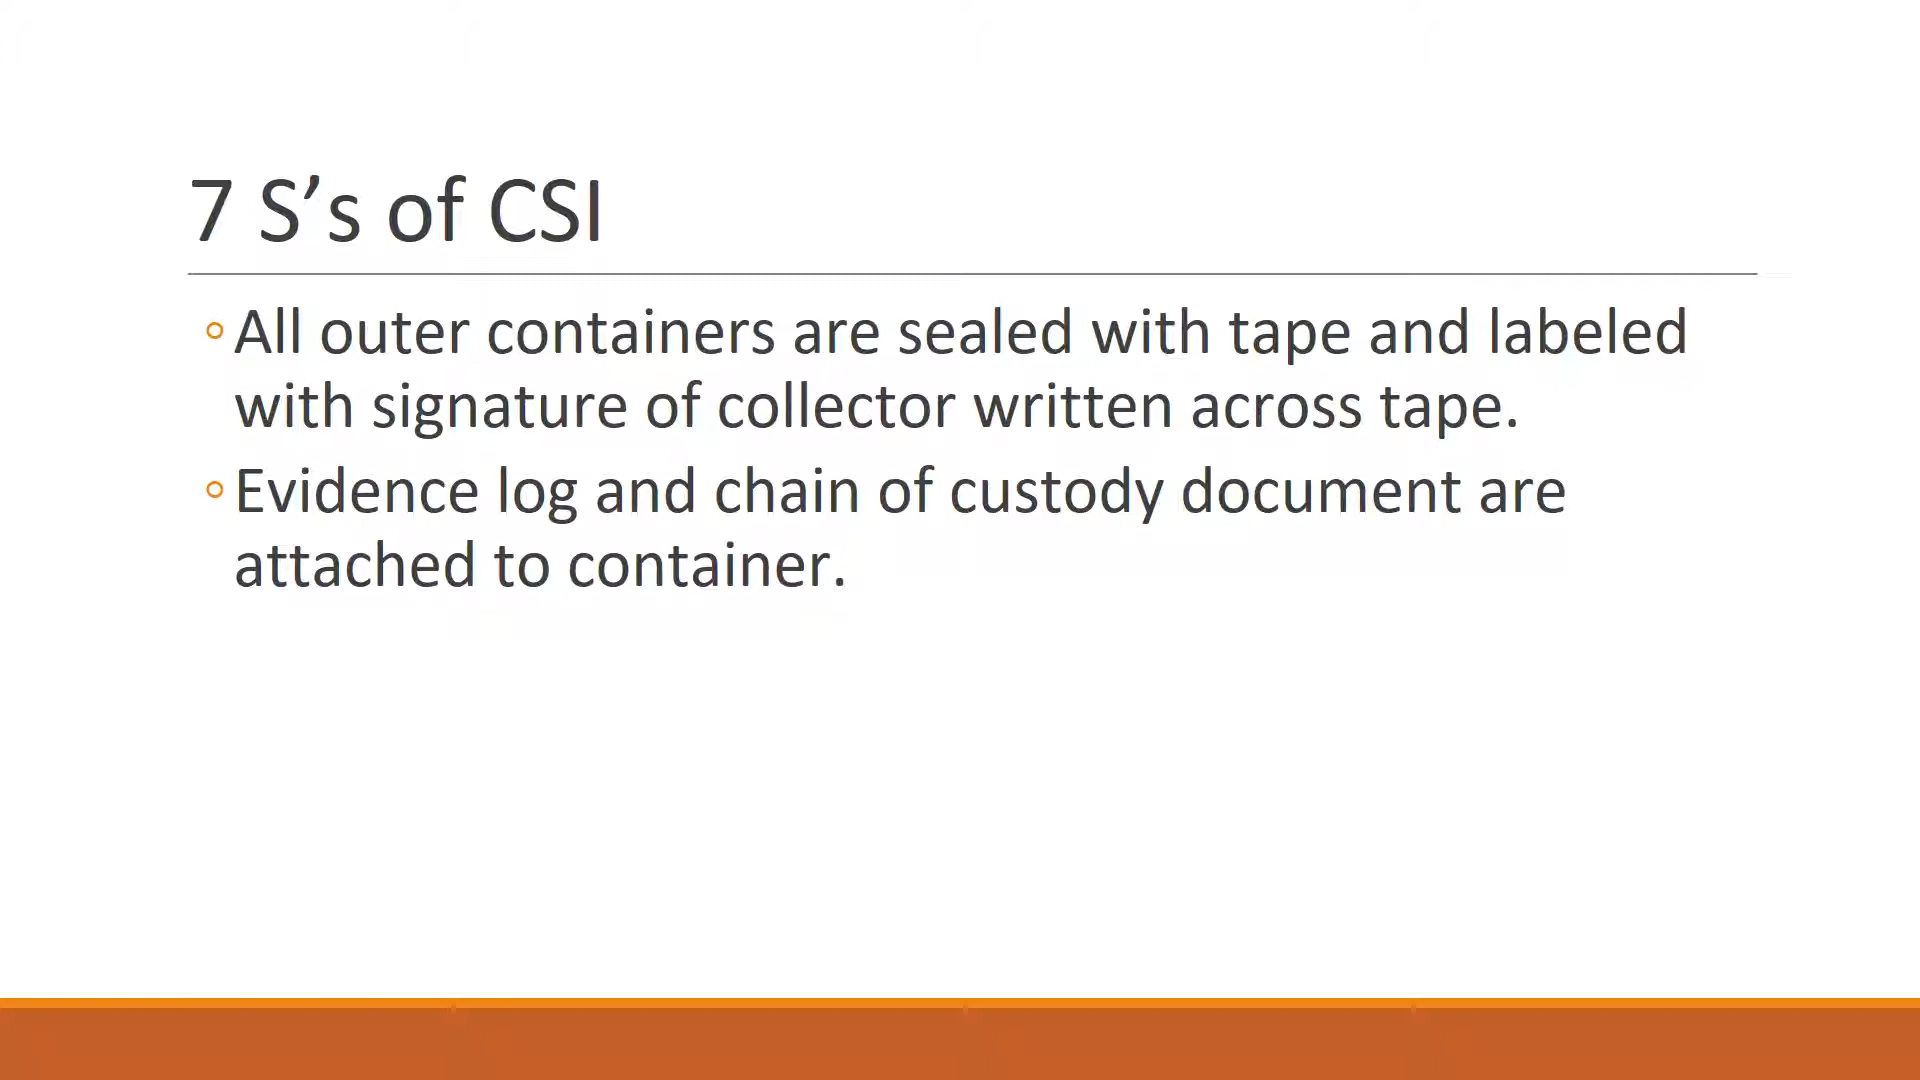 7 S’s of CSI
◦All outer containers are sealed with tape and labeled
with signature of collector written across tape.
◦Evidence log and chain of custody document are
attached to container.